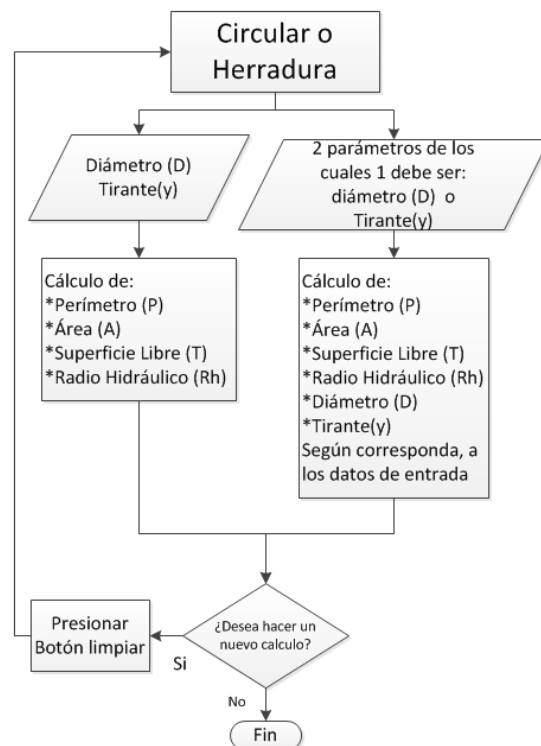 Circular o
Herradura
Diámetro (D)
Tirante(y)
2 parámetros de los
cuales 1 debe ser:
diámetro (D) o
Tirante(y)
Cálculo de:
*Perímetro (P)
*Área (A)
*Superficie Libre (T)
*Radio Hidráulico (Rh)
Cálculo de:
*Perímetro (P)
*Área (A)
*Superficie Libre (T)
*Radio Hidráulico (Rh)
*Diámetro (D)
*Tirante(y)
Según corresponda, a
los datos de entrada
¿Desea hacer un
nuevo calculo?
Presionar
Botón limpiar
Si
No
Fin